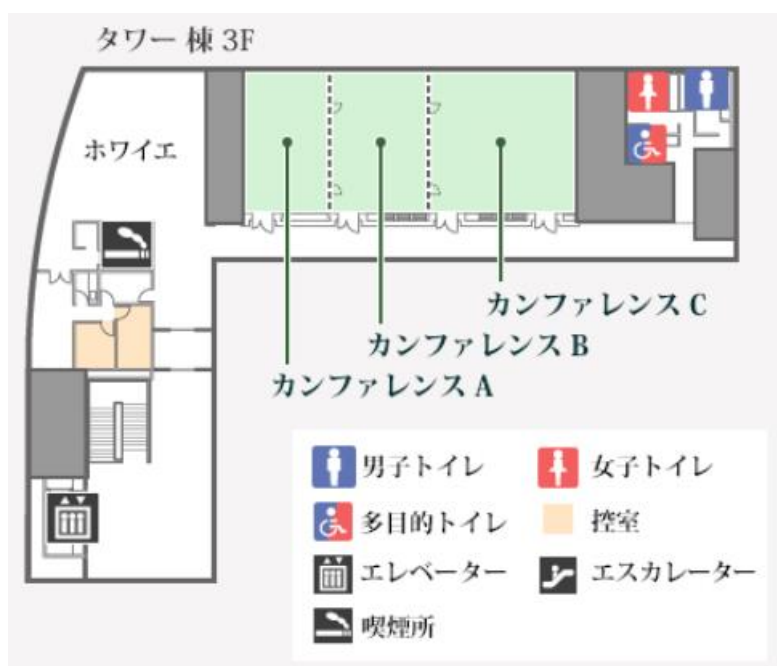 タワー 棟 3F
ホワイエ
カンファレンス C
カンファレンス B
カンファレンス A
男子トイレ
女子トイレ
多目的トイレ
控室
エレベーター
エスカレーター
喫煙所